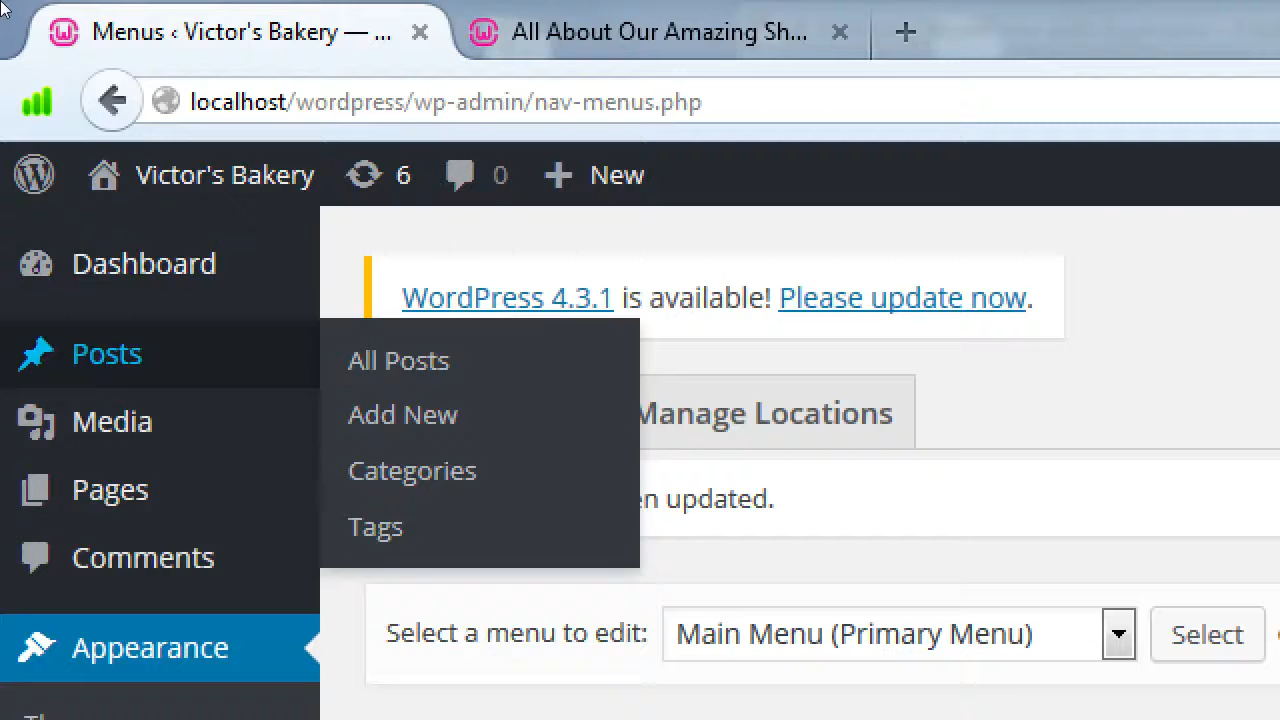 Menus ‹ Victor's Bakery — ...
All About Our Amazing Sh...
localhost/wordpress/wp-admin/nav-menus.php
Victor's Bakery 6 0 New
Dashboard
WordPress 4.3.1 is available! Please update now.
Posts
All Posts
Add New
Categories
Tags
Manage Locations
Media
Pages
Comments
en updated.
Appearance
Select a menu to edit: Main Menu (Primary Menu) Select